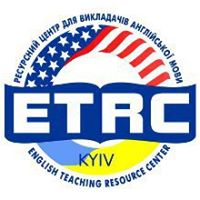 РЕСУРСНИЙ ЦЕНТР ДЛЯ ВИКЛАДАЧІВ АНГЛІЙСЬКОЇ МОВИ
ETRC
KYIV
ENGLISH TEACHING RESOURCE CENTER